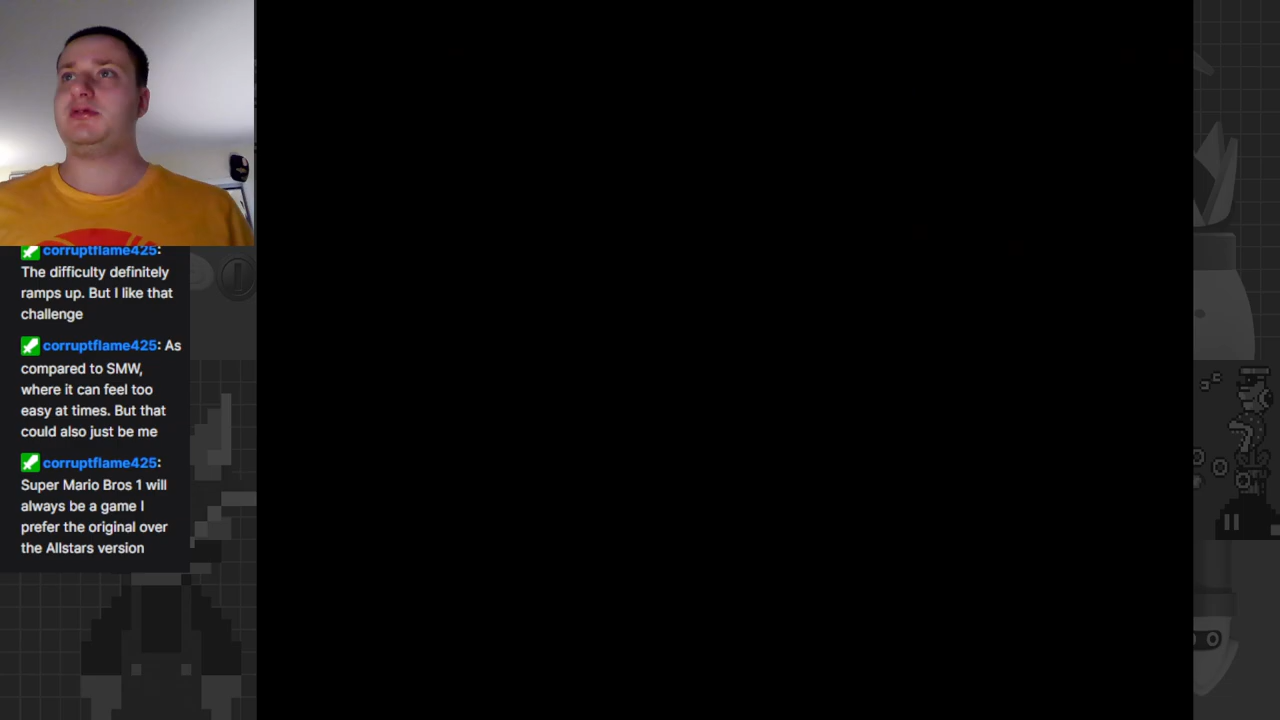 corruptflame425:
The difficulty definitely
ramps up. But I like that
challenge
corruptflame425: As
compared to SMW,
where it can feel too
easy at times. But that
could also just be me
corruptflame425:
Super Mario Bros 1 will
always be a game I
prefer the original over
the Allstars version